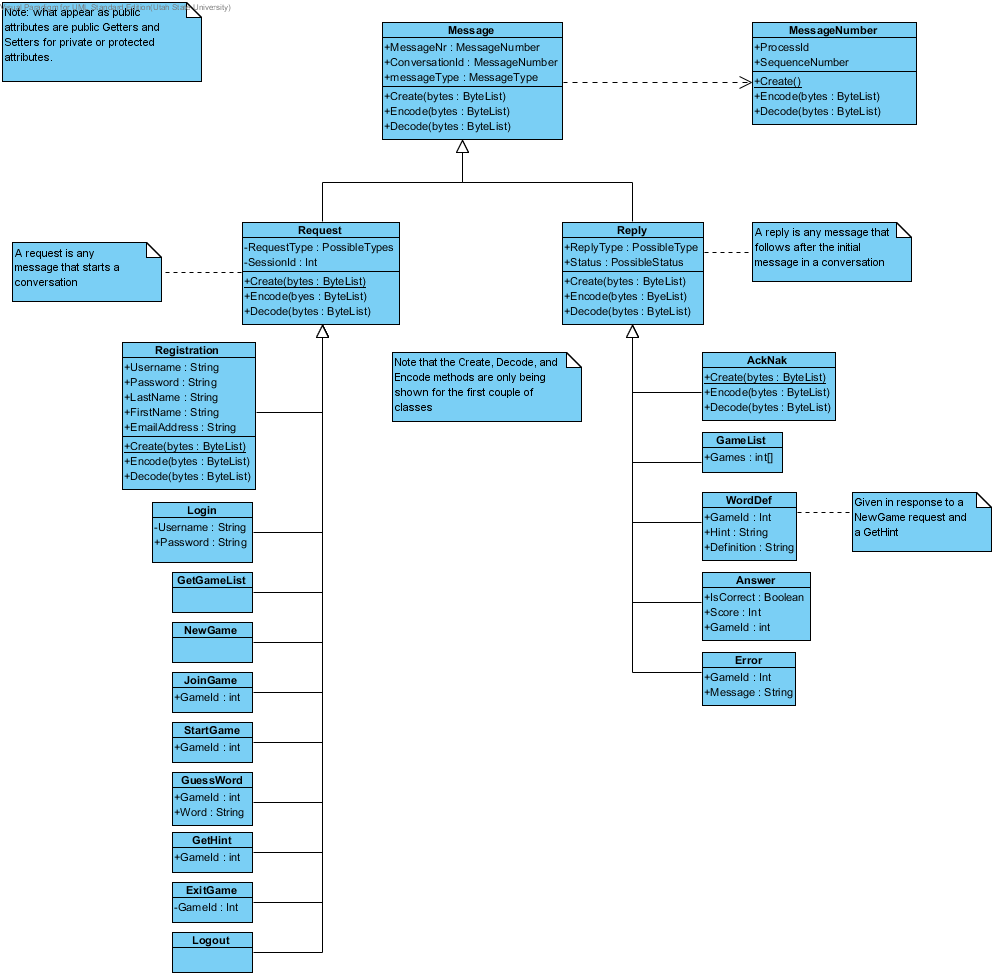 Visual Paradigm for UML Standard Edition(Utah State University)
Note: what appear as public
attributes are public Getters and
Setters for private or protected
attributes.
Message
+MessageNr : MessageNumber
+ConversationId : MessageNumber
+messageType : MessageType
+Create(bytes : ByteList)
+Encode(bytes : ByteList)
+Decode(bytes : ByteList)
MessageNumber
+ProcessId
+SequenceNumber
+Create()
+Encode(bytes : ByteList)
+Decode(bytes : ByteList)
A request is any
message that starts a
conversation
Request
-RequestType : PossibleTypes
-SessionId : Int
+Create(bytes : ByteList)
+Encode(byes : ByteList)
+Decode(bytes : ByteList)
Reply
+ReplyType : PossibleType
+Status : PossibleStatus
+Create(bytes : ByteList)
+Encode(bytes : ByeList)
+Decode(bytes : ByteList)
A reply is any message that
follows after the initial
message in a conversation
Registration
+Username : String
+Password : String
+LastName : String
+FirstName : String
+EmailAddress : String
+Create(bytes : ByteList)
+Encode(bytes : ByteList)
+Decode(bytes : ByteList)
Note that the Create, Decode, and
Encode methods are only being
shown for the first couple of
classes
AckNak
+Create(bytes : ByteList)
+Encode(bytes : ByteList)
+Decode(bytes : ByteList)
GameList
+Games : int[]
WordDef
+GameId : Int
+Hint : String
+Definition : String
Given in response to a
NewGame request and
a GetHint
Answer
+IsCorrect : Boolean
+Score : Int
+GameId : int
Error
+GameId : Int
+Message : String
Login
-Username : String
+Password : String
GetGameList
NewGame
JoinGame
+GameId : int
StartGame
+GameId : int
GuessWord
+GameId : int
+Word : String
GetHint
+GameId : int
ExitGame
-GameId : Int
Logout